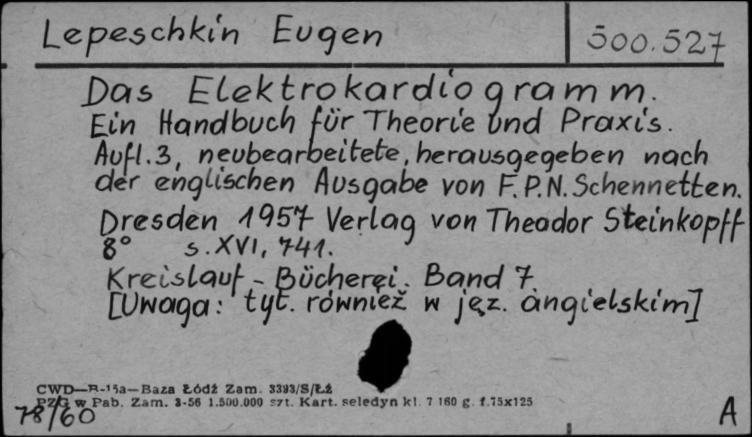 Lepeschkin Eugen 500.527
Das Elektrokardiogramm.
Ein Handbuch für Theorie und Praxis.
Aufl. 3, neubearbeitete, herausgegeben nach
der englischen Ausgabe von F.P.N. Schennetten.
Dresden 1957 Verlag von Theodor Steinkopff
8° s. XVI, 741.
Kreislauf - Bücherei. Band 7
[Uwaga: tyt. również w jęz. angielskim]
CWD—B-15a—Baza Łódź Zam. 3393/S/Łź
PZG w Pab. Zam. 3-56 1.500.000 szt. Kart. seledyn kl. 7 160 g. f.75x125
78/60 A